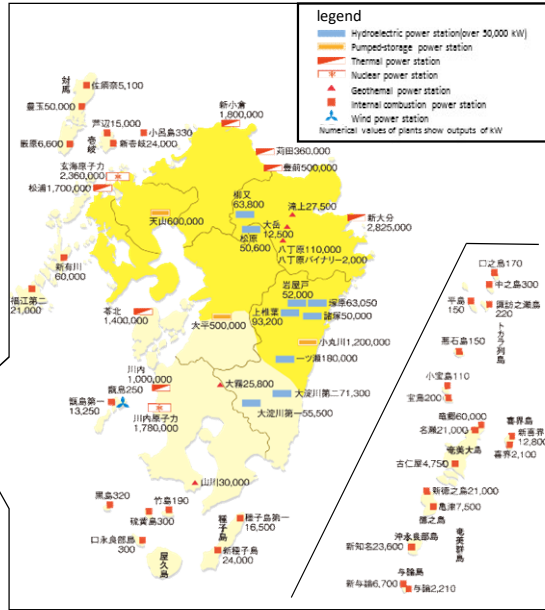 legend
Hydroelectric power station(over 50,000 kW)
Pumped-storage power station
Thermal power station
Nuclear power station
Geothemal power station
Internal combustion power station
Wind power station
Numerical values of plants show outputs of kW
対馬
佐須奈5,100
豊玉50,000
芦辺15,000
小呂島330
厳原6,600
新壱岐24,000
壱岐
新小倉
1,800,000
苅田360,000
豊前500,000
玄海原子力
2,360,000
松浦1,700,000
柳又
63,800
滝上27,500
大岳
12,500
新大分
2,825,000
天山600,000
松原
50,600
八丁原110,000
八丁原バイナリー2,000
新有川
60,000
福江第二
21,000
岩屋戸
52,000
塚原63,050
上椎葉
93,200
諸塚50,000
苓北
1,400,000
大平500,000
小丸川1,200,000
一ツ瀬180,000
川内
1,000,000
甑島250
甑島第一
13,250
大霧25,800
大淀川第二71,300
大淀川第一55,500
川内原子力
1,780,000
山川30,000
黒島320
竹島190
硫黄島300
種子島第一
16,500
種子島
口永良部島
300
屋久島
新種子島
24,000
口之島170
中之島300
平島
150
諏訪之瀬島
220
トカラ列島
悪石島150
小宝島110
宝島200
竜郷60,000
名瀬21,000
喜界島
新喜界
12,800
喜界2,100
奄美大島
古仁屋4,750
新徳之島21,000
亀津7,500
徳之島
沖永良部島
新知名23,600
奄美群島
与論島
新与論6,700
与論2,210